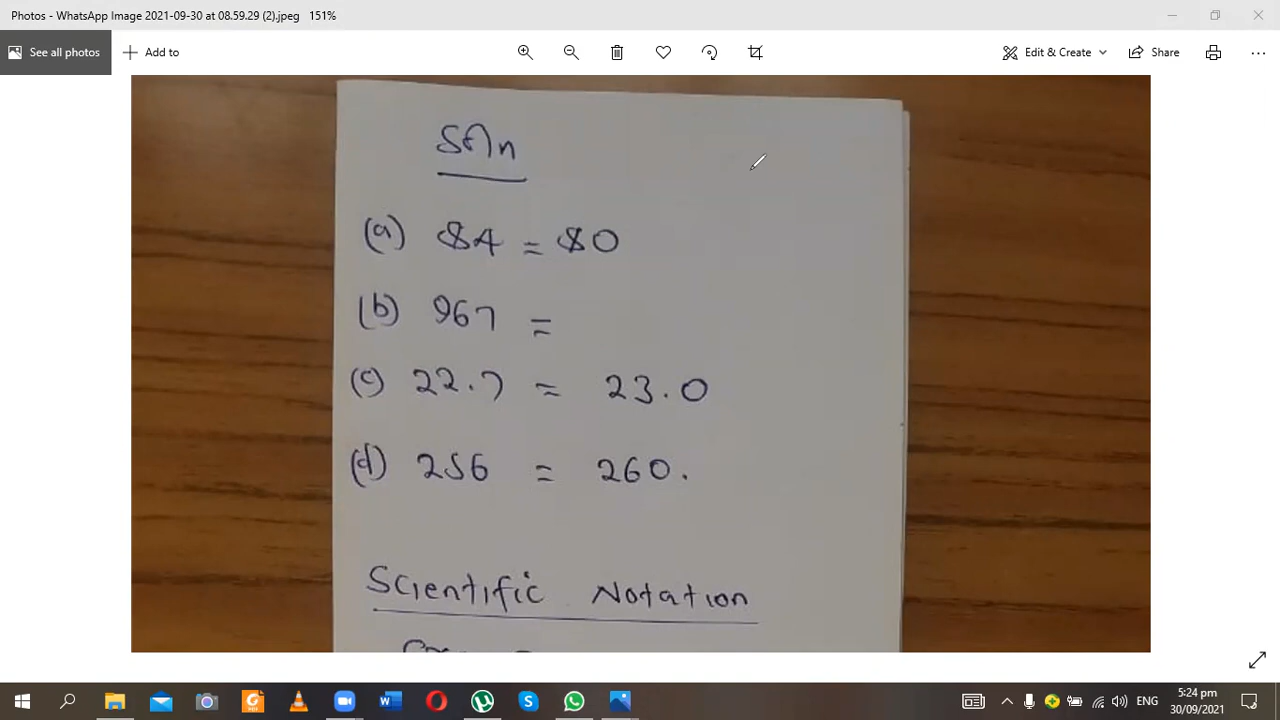 Photos - WhatsApp Image 2021-09-30 at 08.59.29 (2).jpeg 151%
See all photos
Add to
Edit & Create
Share
Soln
(a) 84 = 80
(b) 967 =
(c) 22.7 = 23.0
(d) 256 = 260.
Scientific Notation
ENG
5:24 pm
30/09/2021